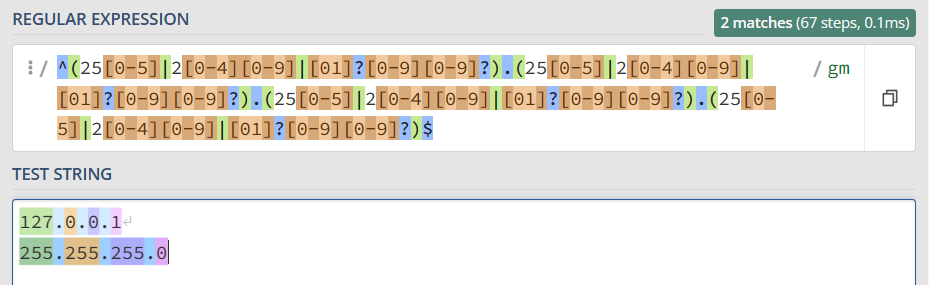 REGULAR EXPRESSION
2 matches (67 steps, 0.1ms)
/ ^(25[0-5]|2[0-4][0-9]|[01]?[0-9][0-9]?).(25[0-5]|2[0-4][0-9]| / gm
[01]?[0-9][0-9]?).(25[0-5]|2[0-4][0-9]|[01]?[0-9][0-9]?).(25[0-
5]|2[0-4][0-9]|[01]?[0-9][0-9]?)$
TEST STRING
127.0.0.1↵
255.255.255.0